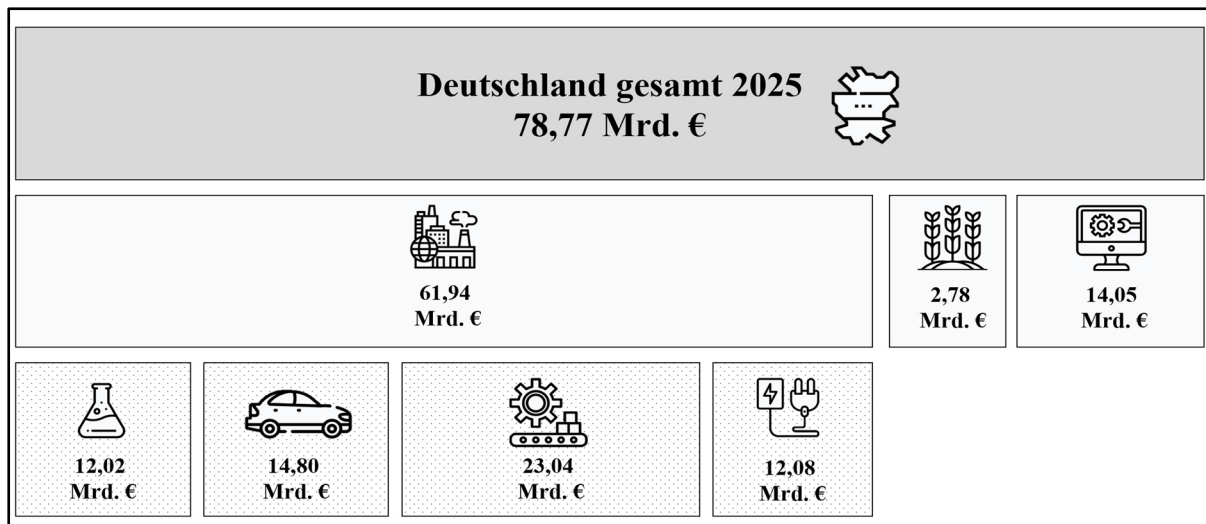 Deutschland gesamt 2025
78,77 Mrd. €
61,94
Mrd. €
2,78
Mrd. €
14,05
Mrd. €
12,02
Mrd. €
14,80
Mrd. €
23,04
Mrd. €
12,08
Mrd. €